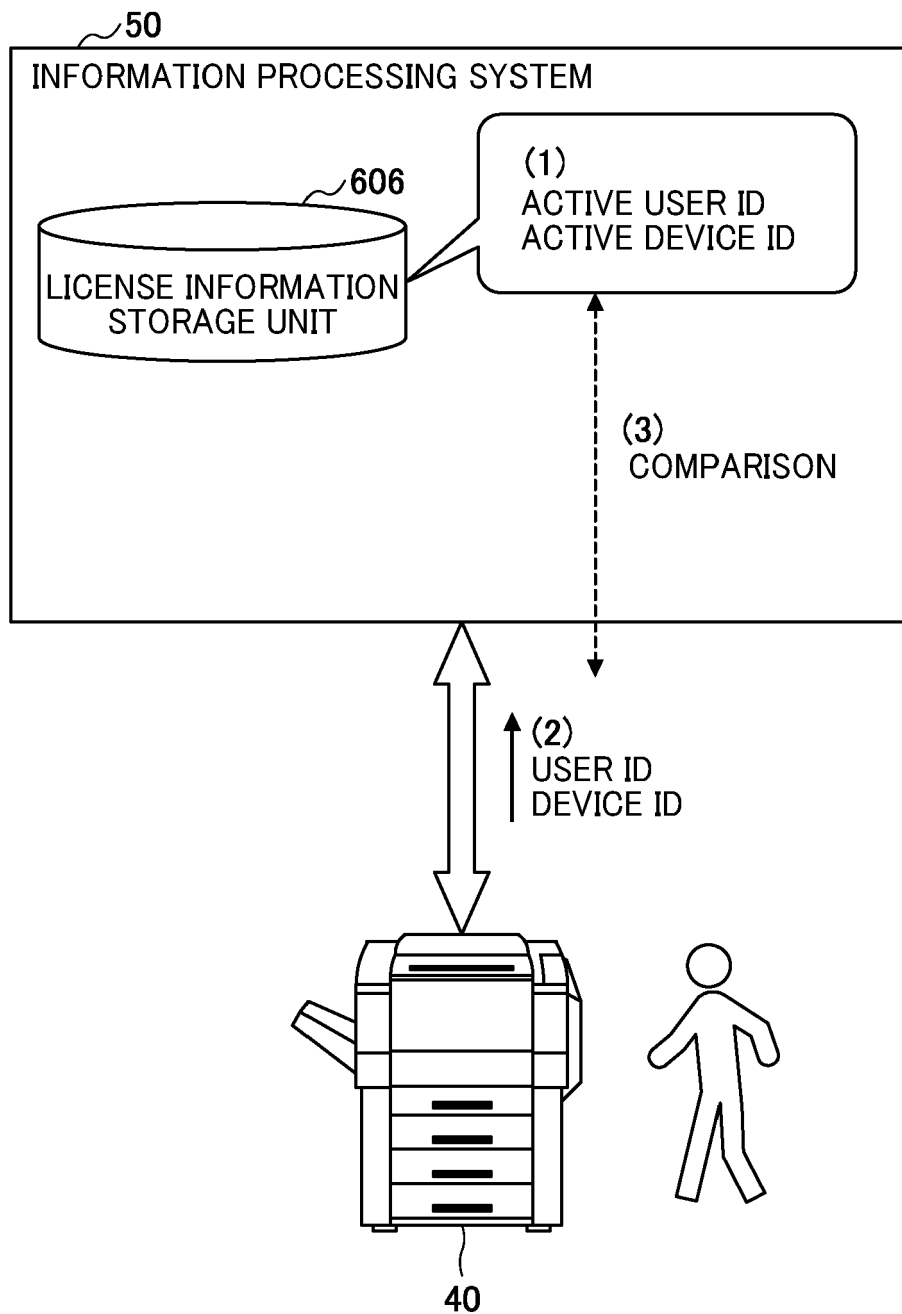 50
INFORMATION PROCESSING SYSTEM
606
LICENSE INFORMATION
STORAGE UNIT
(1)
ACTIVE USER ID
ACTIVE DEVICE ID
(3)
COMPARISON
(2)
USER ID
DEVICE ID
40